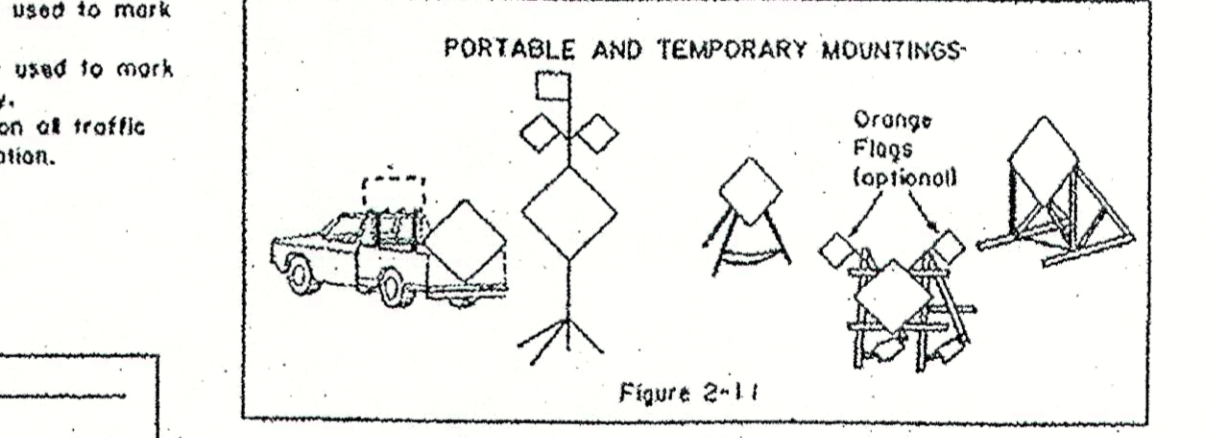 used to mark
used to mark
y.
on at traffic
ation.
PORTABLE AND TEMPORARY MOUNTINGS
Orange
Flags
(optional)
Figure 2-11